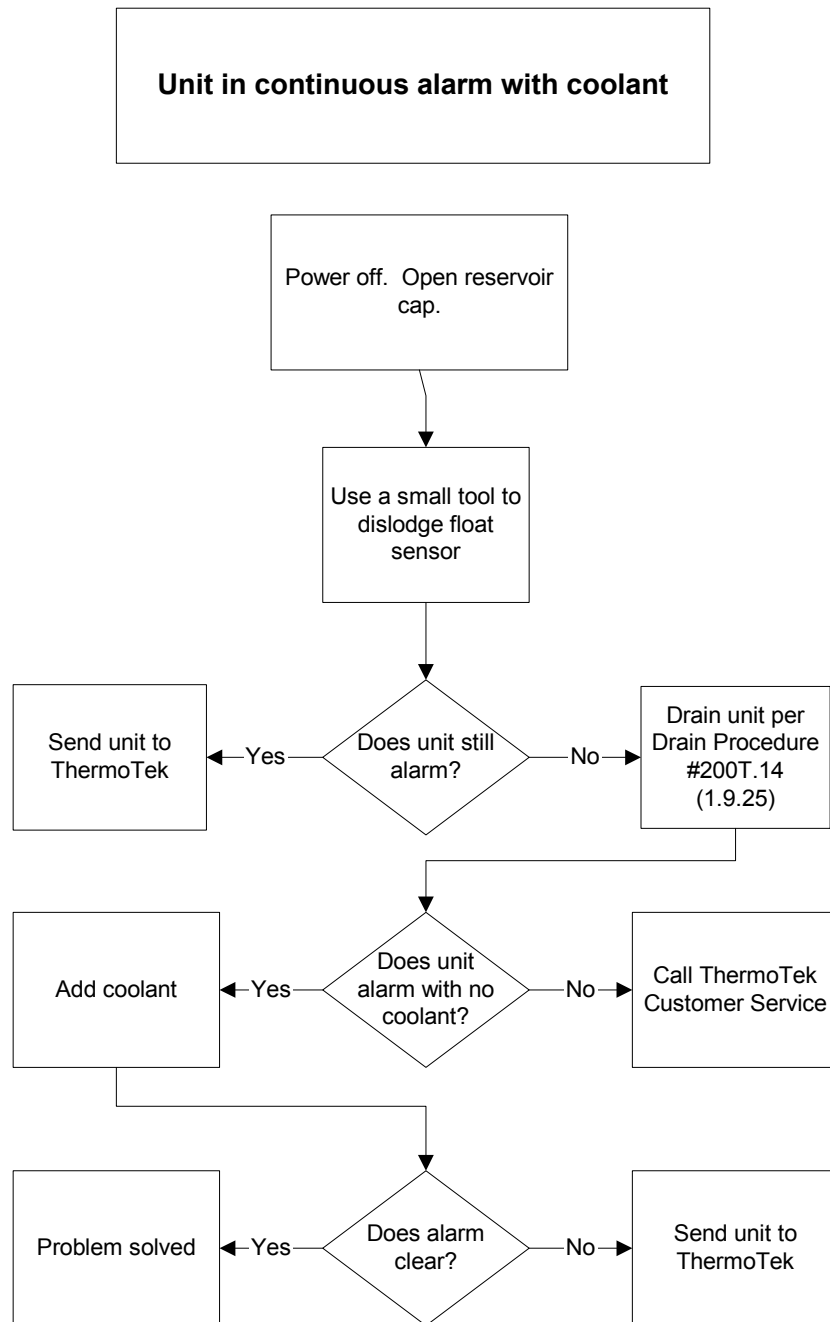 Unit in continuous alarm with coolant
Power off.  Open reservoir
cap.
Use a small tool to
dislodge float
sensor
Send unit to
ThermoTek
Yes
Does unit still
alarm?
No
Drain unit per
Drain Procedure
#200T.14
(1.9.25)
Add coolant
Yes
Does unit
alarm with no
coolant?
No
Call ThermoTek
Customer Service
Problem solved
Yes
Does alarm
clear?
No
Send unit to
ThermoTek